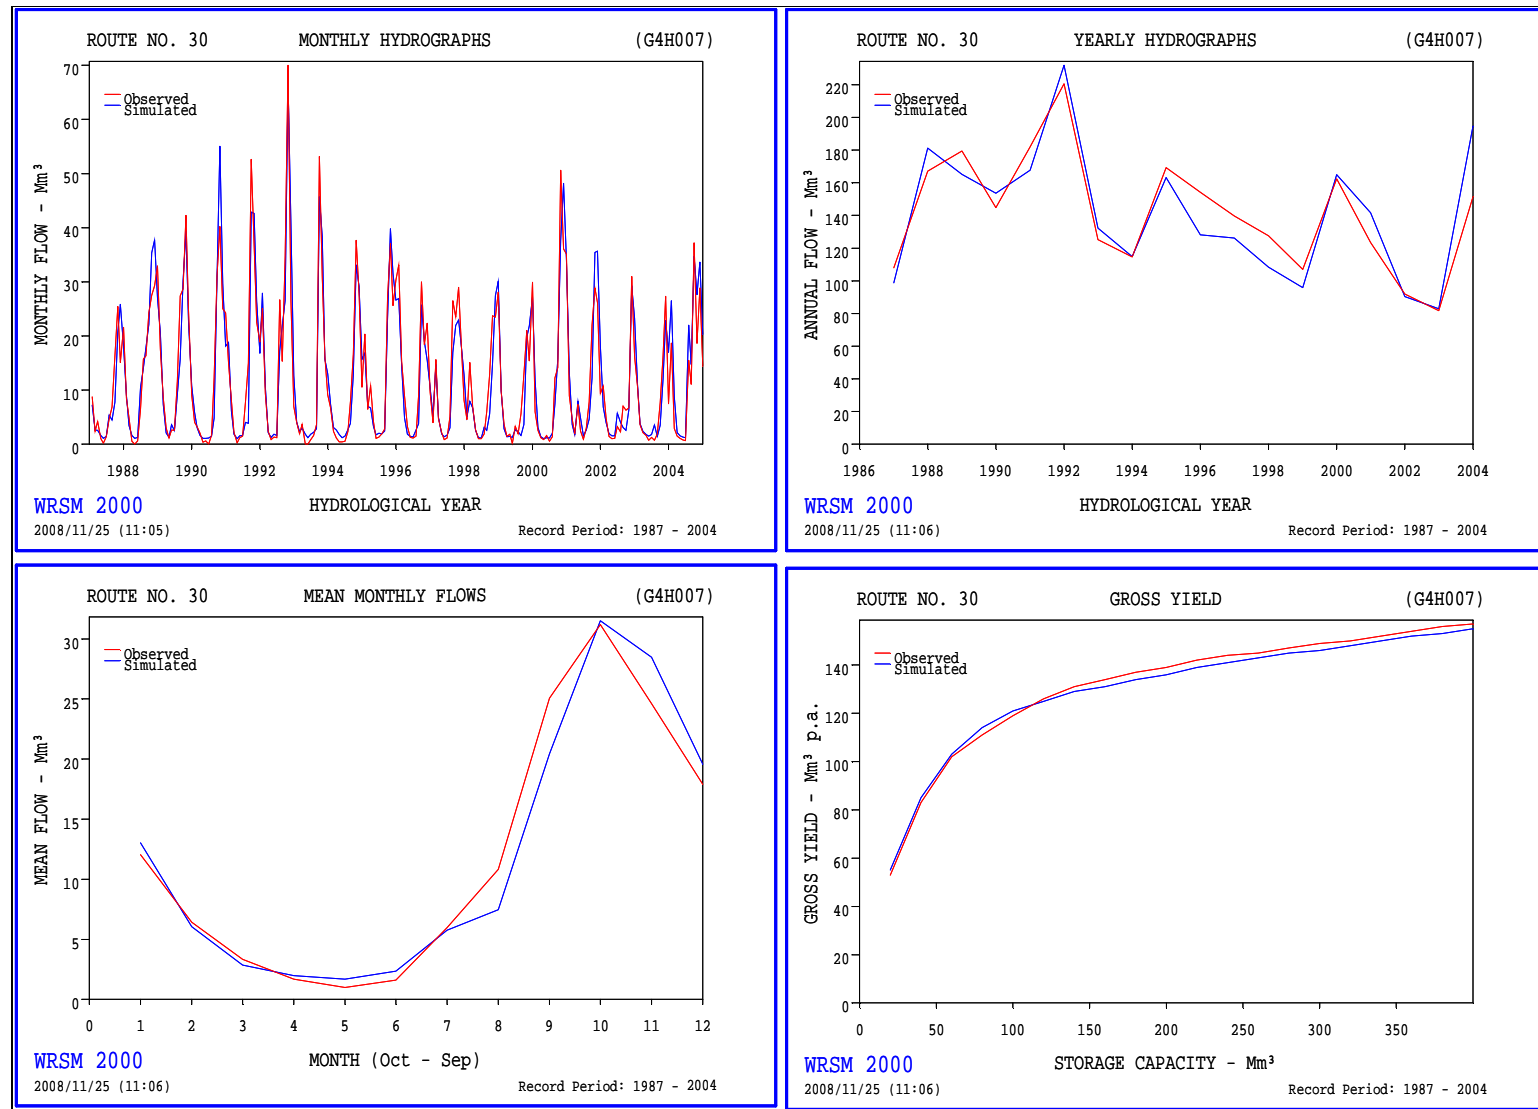 ROUTE NO. 30 MONTHLY HYDROGRAPHS (G4H007)
70
60
50
40
30
20
10
0
MONTHLY FLOW - Mm³
Observed
Simulated
1988 1990 1992 1994 1996 1998 2000 2002 2004
HYDROLOGICAL YEAR
WRSM 2000
2008/11/25 (11:05) Record Period: 1987 - 2004
ROUTE NO. 30 YEARLY HYDROGRAPHS (G4H007)
220
200
180
160
140
120
100
80
60
40
20
0
ANNUAL FLOW - Mm³
Observed
Simulated
1986 1988 1990 1992 1994 1996 1998 2000 2002 2004
HYDROLOGICAL YEAR
WRSM 2000
2008/11/25 (11:06) Record Period: 1987 - 2004
ROUTE NO. 30 MEAN MONTHLY FLOWS (G4H007)
30
25
20
15
10
5
0
MEAN FLOW - Mm³
Observed
Simulated
0 1 2 3 4 5 6 7 8 9 10 11 12
MONTH (Oct - Sep)
WRSM 2000
2008/11/25 (11:06) Record Period: 1987 - 2004
ROUTE NO. 30 GROSS YIELD (G4H007)
140
120
100
80
60
40
20
0
GROSS YIELD - Mm³ p.a.
Observed
Simulated
0 50 100 150 200 250 300 350
STORAGE CAPACITY - Mm³
WRSM 2000
2008/11/25 (11:06) Record Period: 1987 - 2004